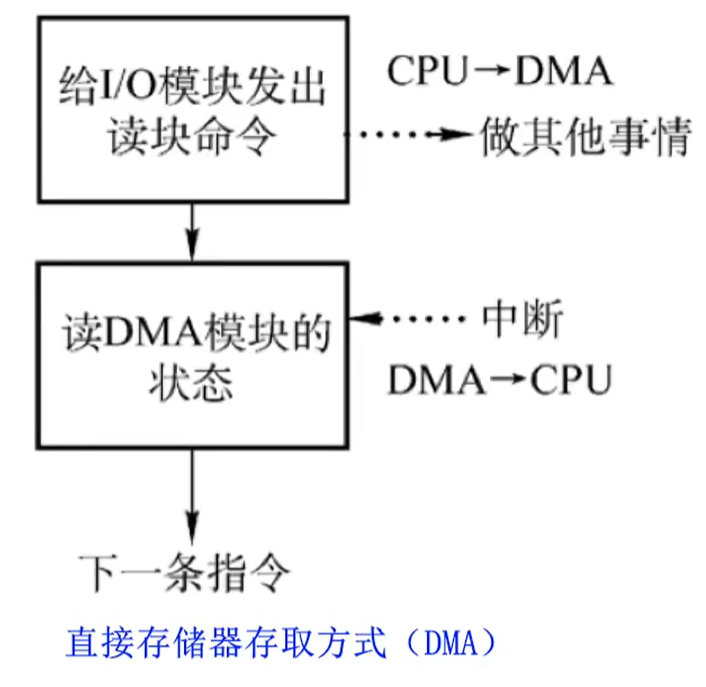 给I/O模块发出
读块命令
CPU→DMA
做其他事情
读DMA模块的
状态
中断
DMA→CPU
下一条指令
直接存储器存取方式（DMA）